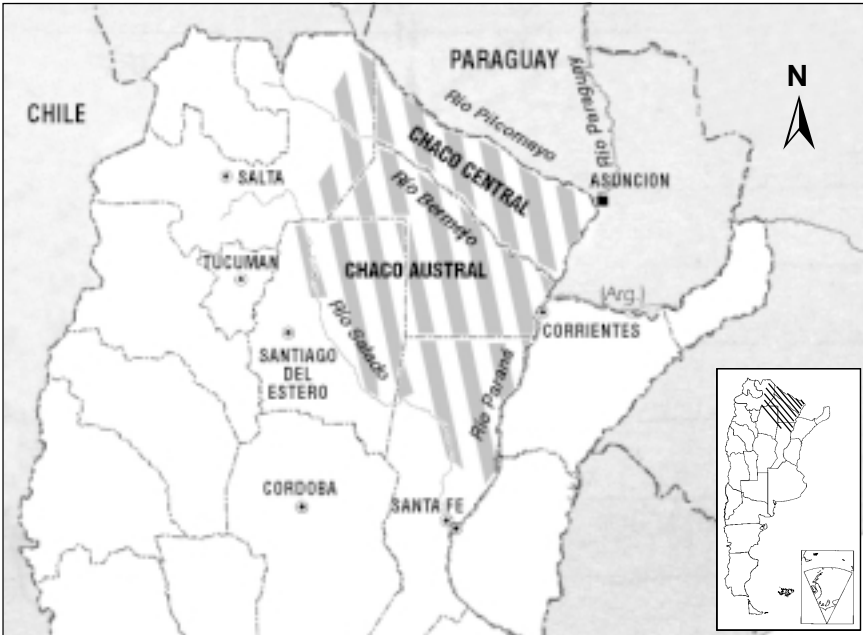 PARAGUAY
N
CHILE
Río Paraguay
Río Pilcomayo
CHACO CENTRAL
SALTA
ASUNCION
Río Bermejo
TUCUMAN
CHACO AUSTRAL
(Arg.)
Río Salado
CORRIENTES
SANTIAGO
DEL
ESTERO
Río Paraná
CORDOBA
SANTA FE